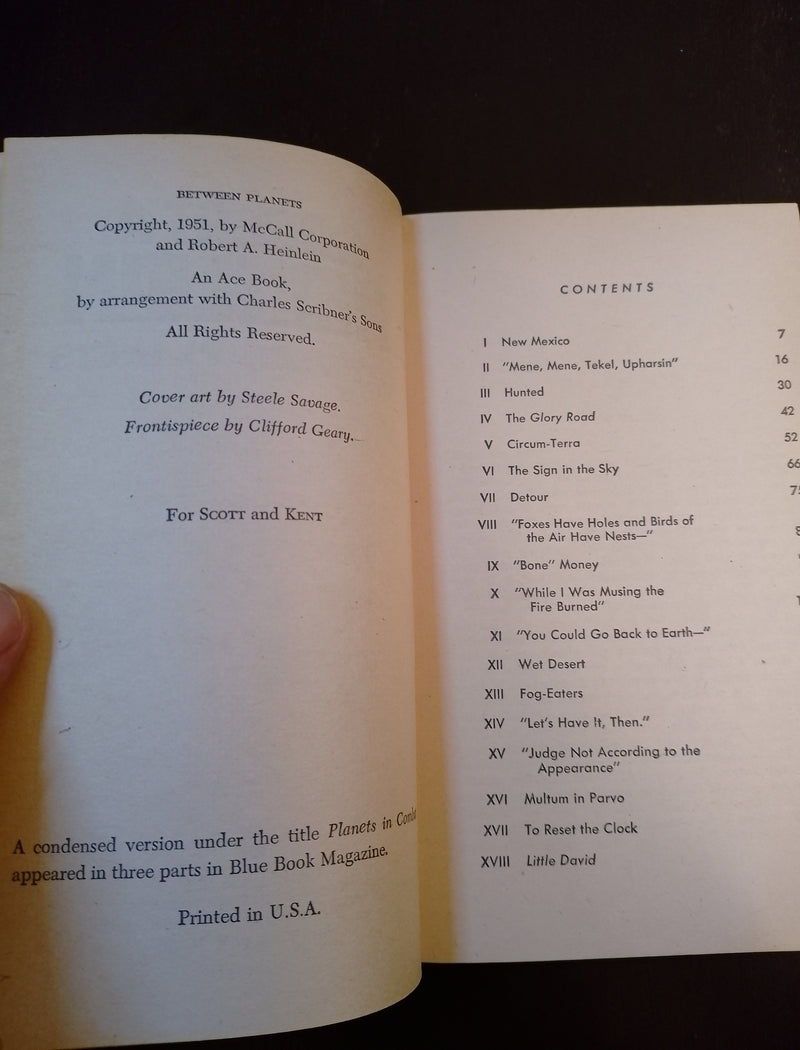 BETWEEN PLANETS
Copyright, 1951, by McCall Corporation
and Robert A. Heinlein
An Ace Book,
by arrangement with Charles Scribner's Sons
All Rights Reserved.
Cover art by Steele Savage.
Frontispiece by Clifford Geary.
For SCOTT and KENT
A condensed version under the title Planets in
appeared in three parts in Blue Book Magazine.
Printed in U.S.A.
CONTENTS
I New Mexico 7
II "Mene, Mene, Tekel, Upharsin" 16
III Hunted 30
IV The Glory Road 42
V Circum-Terra 52
VI The Sign in the Sky 66
VII Detour
VIII "Foxes Have Holes and Birds of
the Air Have Nests—"
IX "Bone" Money
X "While I Was Musing the
Fire Burned"
XI "You Could Go Back to Earth—"
XII Wet Desert
XIII Fog-Eaters
XIV "Let's Have It, Then."
XV "Judge Not According to the
Appearance"
XVI Multum in Parvo
XVII To Reset the Clock
XVIII Little David